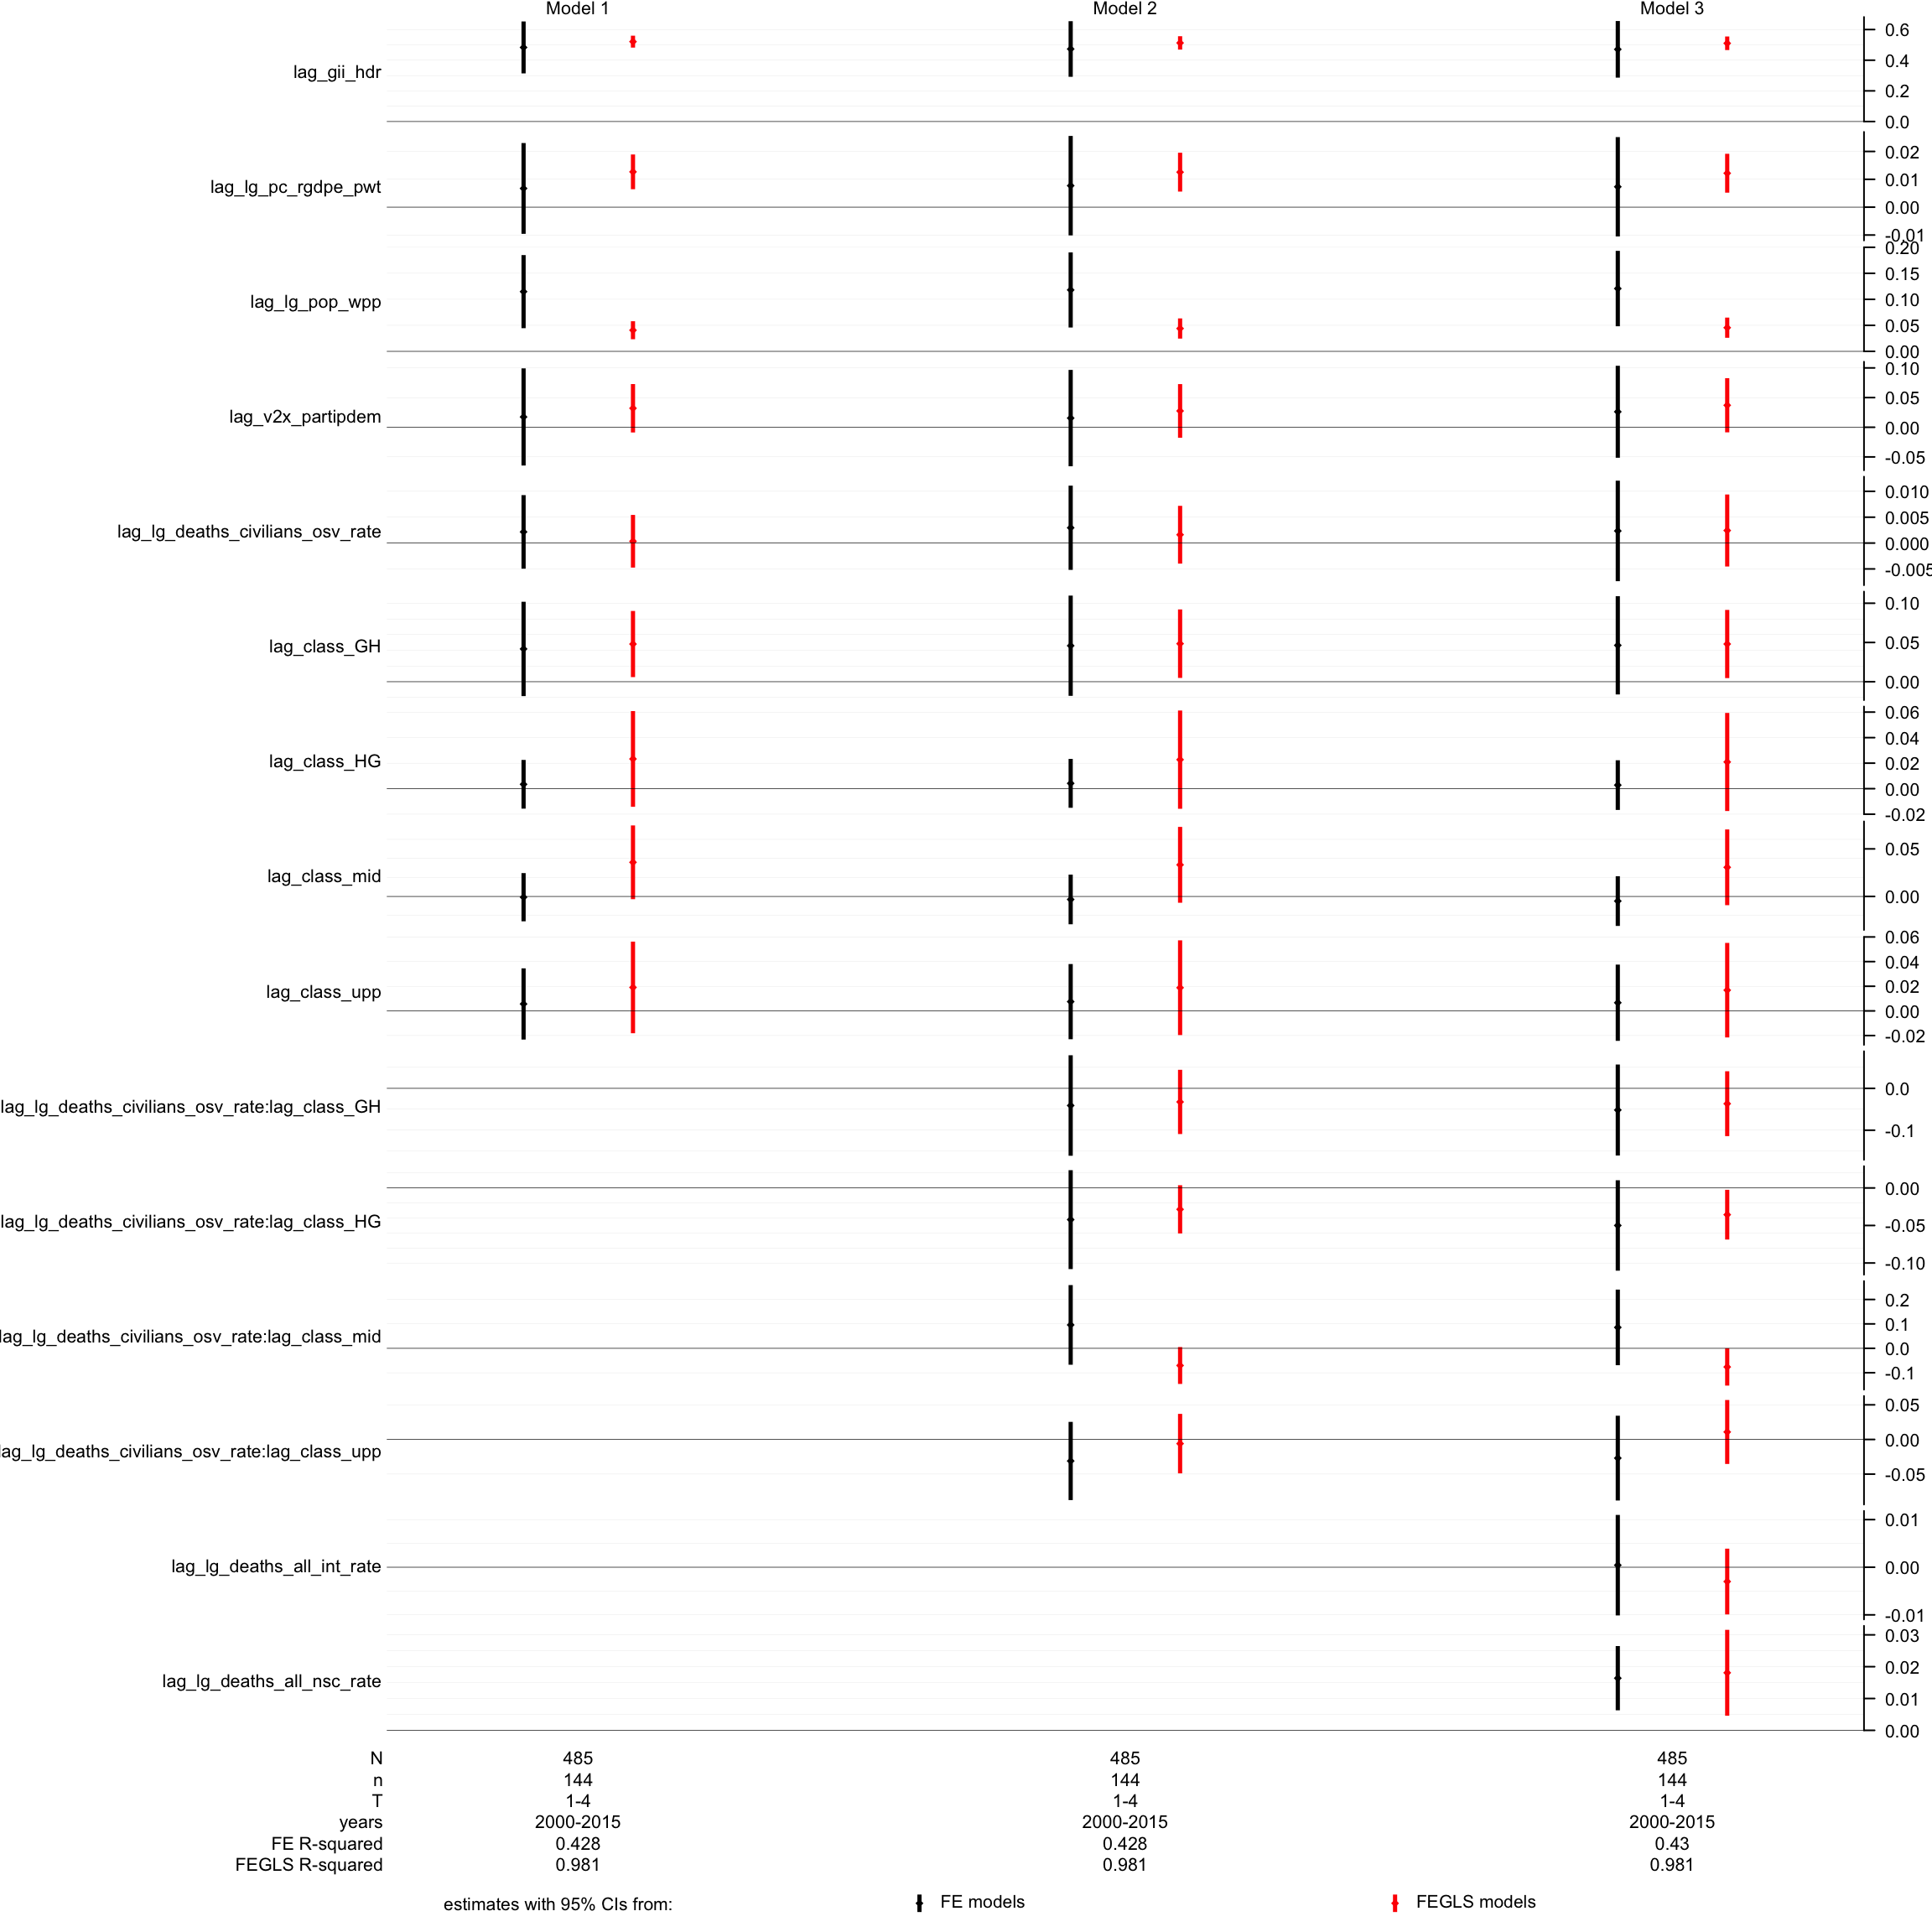 Model 1 Model 2 Model 3
lag_gii_hdr
0.6
0.4
0.2
0.0
lag_lg_pc_rgdpe_pwt
0.02
0.01
0.00
-0.01
lag_lg_pop_wpp
0.20
0.15
0.10
0.05
0.00
lag_v2x_partipdem
0.10
0.05
0.00
-0.05
lag_lg_deaths_civilians_osv_rate
0.010
0.005
0.000
-0.005
lag_class_GH
0.10
0.05
0.00
lag_class_HG
0.06
0.04
0.02
0.00
-0.02
lag_class_mid
0.05
0.00
lag_class_upp
0.06
0.04
0.02
0.00
-0.02
lag_lg_deaths_civilians_osv_rate:lag_class_GH
0.0
-0.1
lag_lg_deaths_civilians_osv_rate:lag_class_HG
0.00
-0.05
-0.10
lag_lg_deaths_civilians_osv_rate:lag_class_mid
0.2
0.1
0.0
-0.1
lag_lg_deaths_civilians_osv_rate:lag_class_upp
0.05
0.00
-0.05
lag_lg_deaths_all_int_rate
0.01
0.00
-0.01
lag_lg_deaths_all_nsc_rate
0.03
0.02
0.01
0.00
N 485 485 485
n 144 144 144
T 1-4 1-4 1-4
years 2000-2015 2000-2015 2000-2015
FE R-squared 0.428 0.428 0.43
FEGLS R-squared 0.981 0.981 0.981
estimates with 95% CIs from: FE models FEGLS models